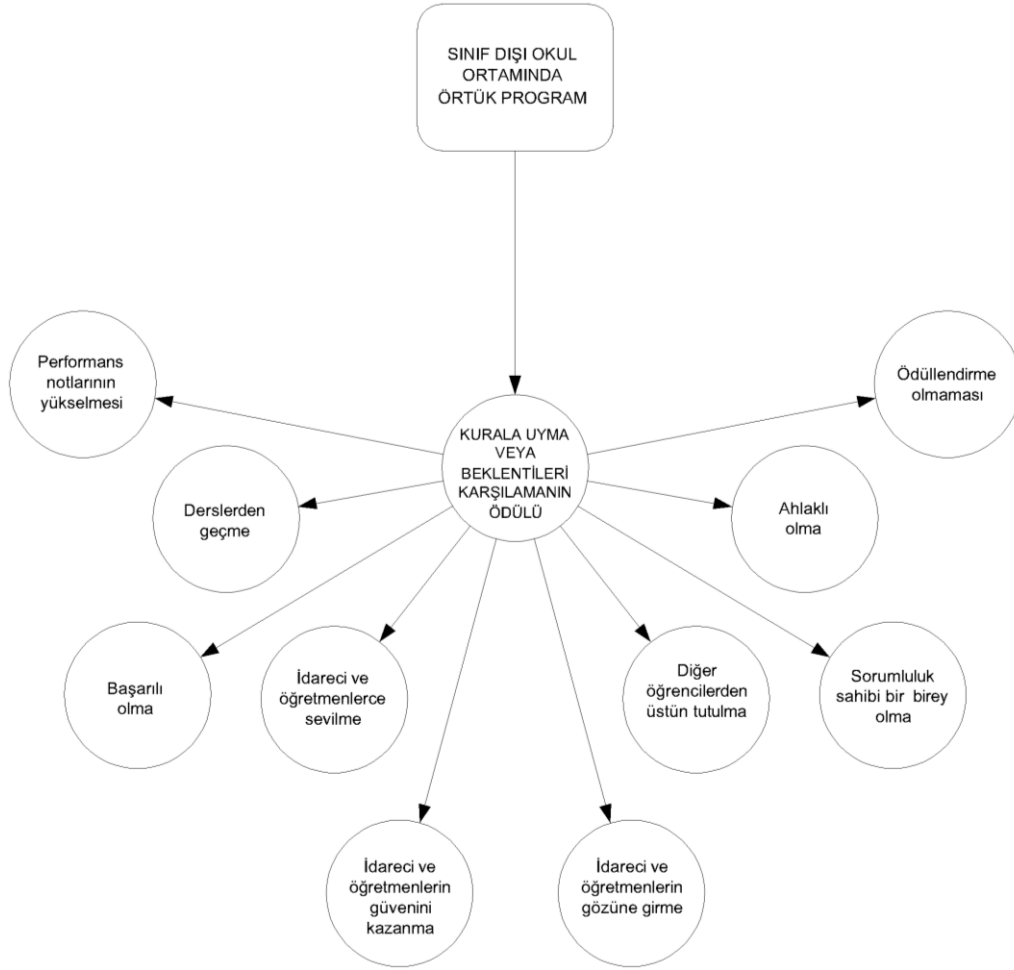 SINIF DIŞI OKUL
ORTAMINDA
ÖRTÜK PROGRAM
Performans
notlarının
yükselmesi
Ödüllendirme
olmaması
KURALA UYMA
VEYA
BEKLENTİLERİ
KARŞILAMANIN
ÖDÜLÜ
Derslerden
geçme
Ahlaklı
olma
Başarılı
olma
İdareci ve
öğretmenlerce
sevilme
Diğer
öğrencilerden
üstün tutulma
Sorumluluk
sahibi bir birey
olma
İdareci ve
öğretmenlerin
güvenini
kazanma
İdareci ve
öğretmenlerin
gözüne girme